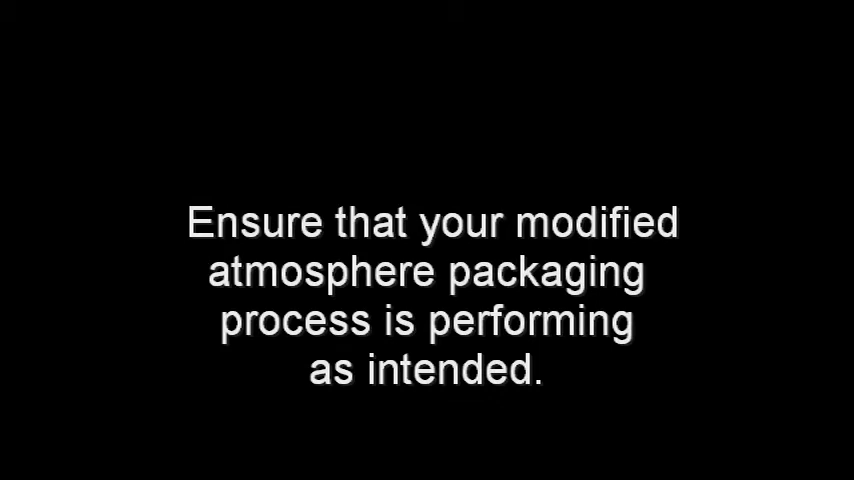 Ensure that your modified
atmosphere packaging
process is performing
as intended.